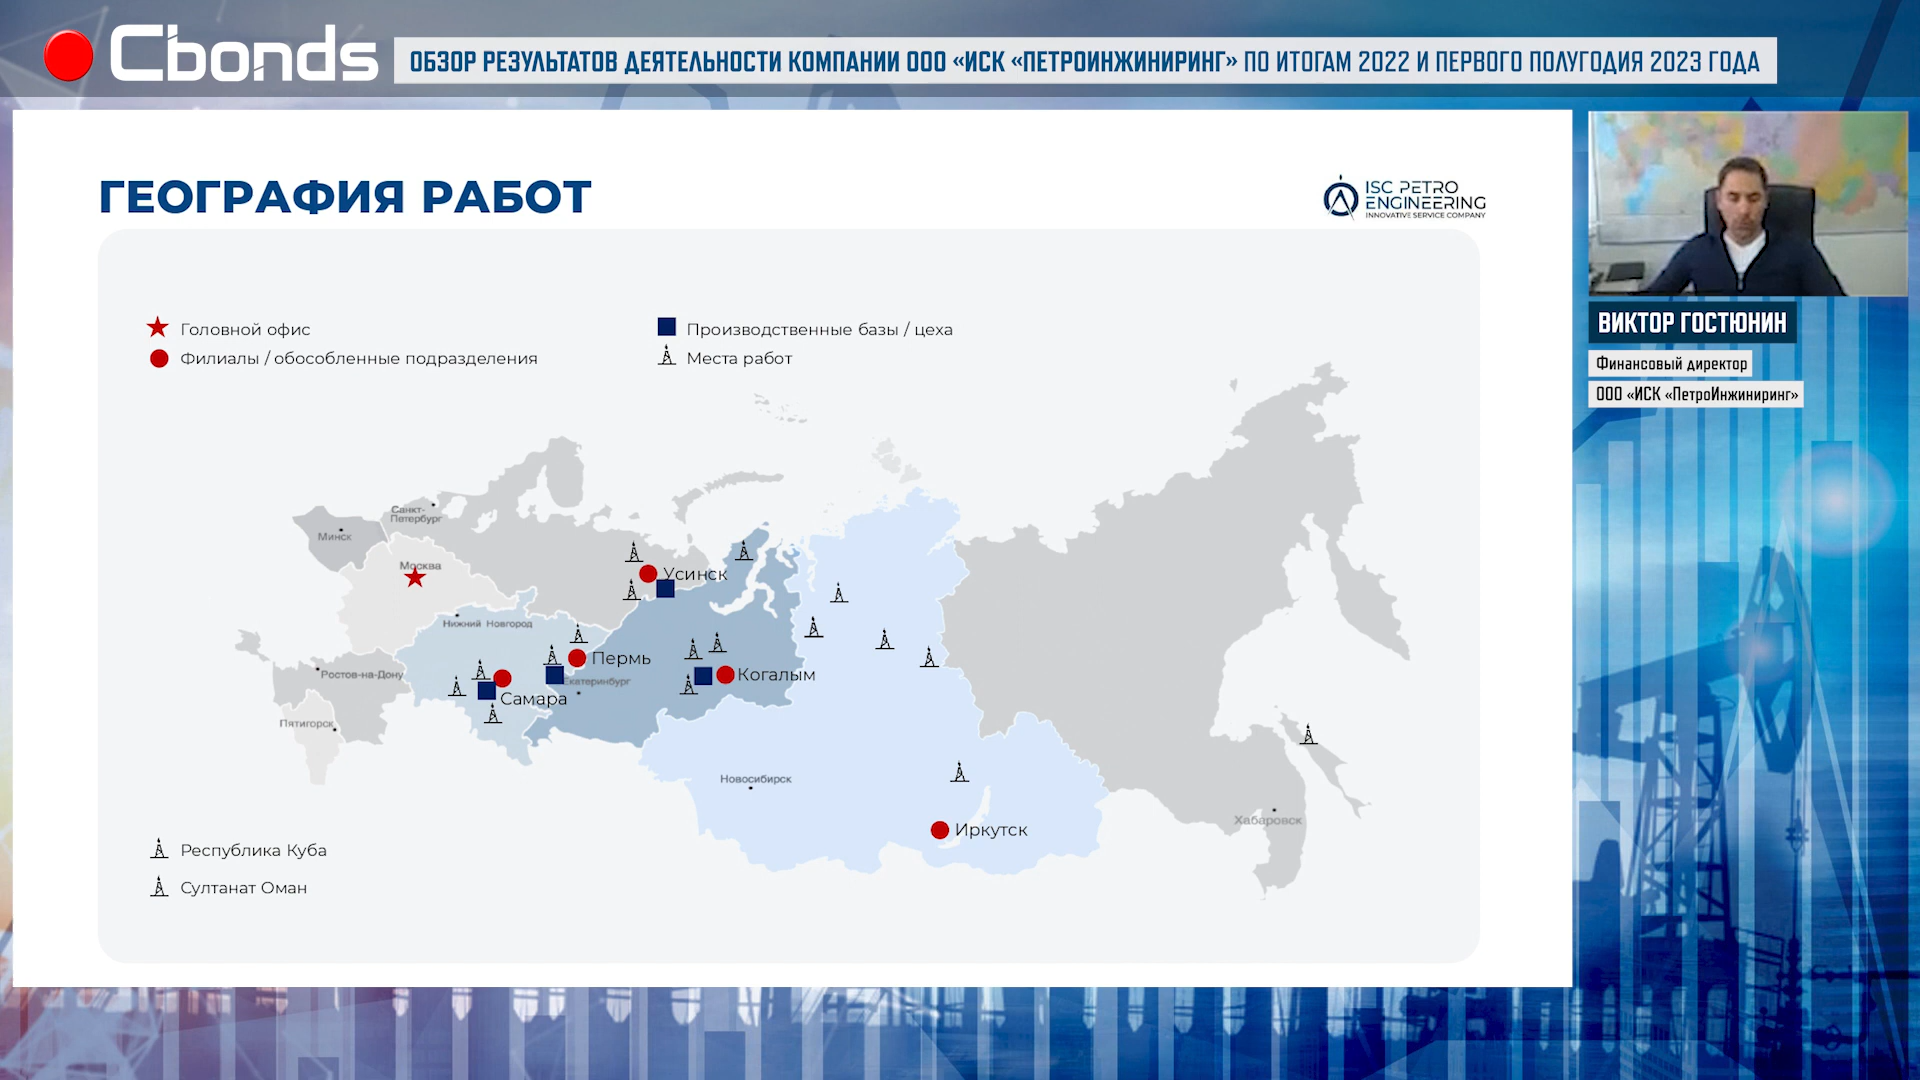 Cbonds
ОБЗОР РЕЗУЛЬТАТОВ ДЕЯТЕЛЬНОСТИ КОМПАНИИ ООО «ИСК «ПЕТРОИНЖИНИРИНГ» ПО ИТОГАМ 2022 И ПЕРВОГО ПОЛУГОДИЯ 2023 ГОДА
ГЕОГРАФИЯ РАБОТ
ISC PETRO
ENGINEERING
INNOVATIVE SERVICE COMPANY
ВИКТОР ГОСТЮНИН
Финансовый директор
ООО «ИСК «ПетроИнжиниринг»
Головной офис
Филиалы / обособленные подразделения
Производственные базы / цеха
Места работ
Санкт-
Петербург
Минск
Москва
Усинск
Нижний Новгород
Пермь
Ростов-на-Дону
Екатеринбург
Когалым
Самара
Пятигорск
Новосибирск
Хабаровск
Иркутск
Республика Куба
Султанат Оман